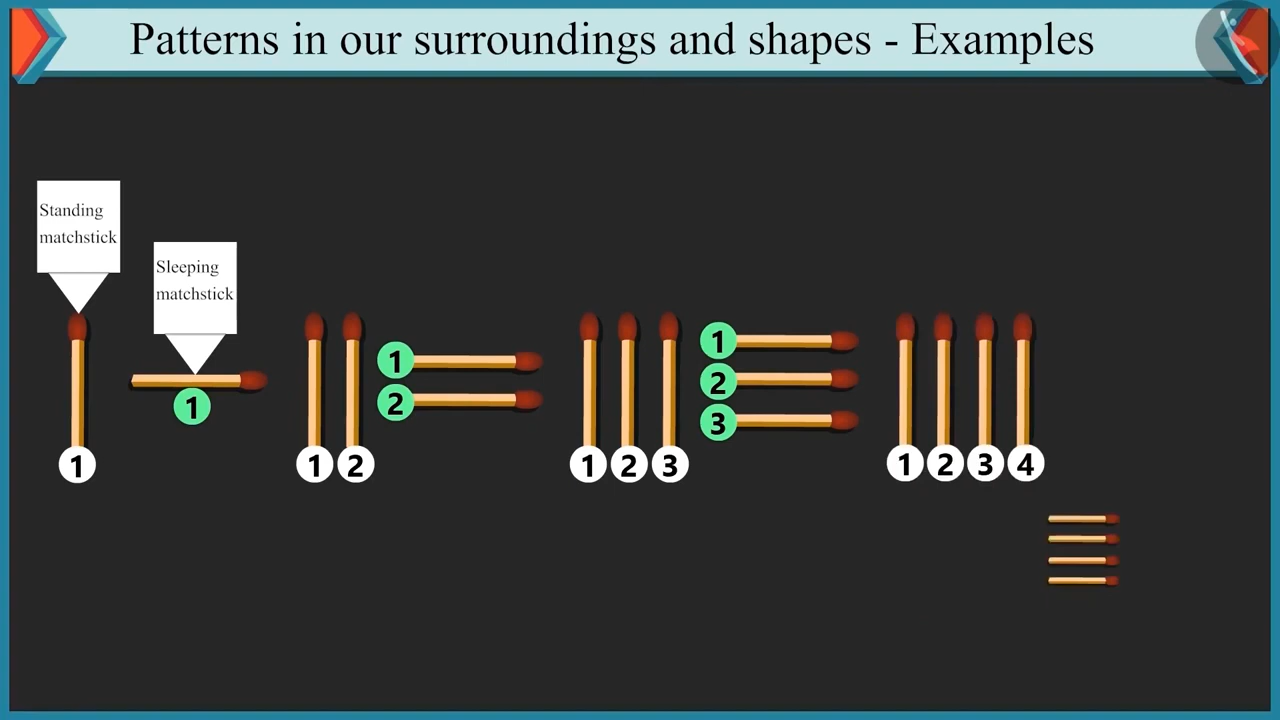 Patterns in our surroundings and shapes - Examples
Standing
matchstick
Sleeping
matchstick
1
1
1 2
1
2
1 2 3
1
2
3
1 2 3 4